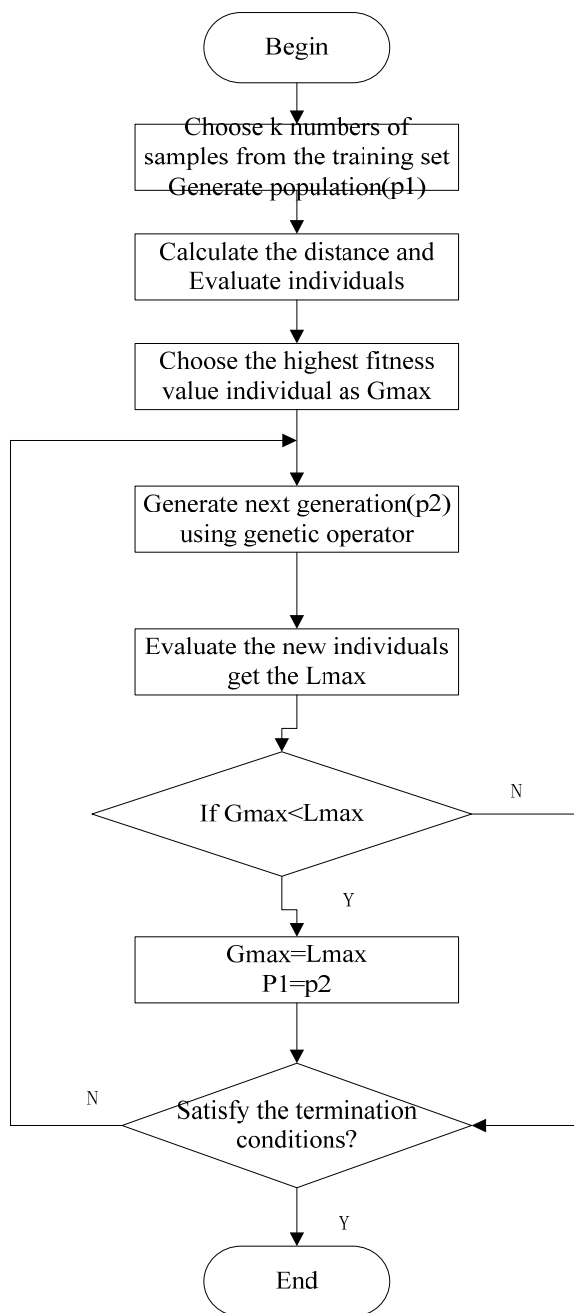 Begin
Choose k numbers of
samples from the training set
Generate population(p1)
Calculate the distance and
Evaluate individuals
Choose the highest fitness
value individual as Gmax
Generate next generation(p2)
using genetic operator
Evaluate the new individuals
get the Lmax
If Gmax<Lmax
N
Y
Gmax=Lmax
P1=p2
N
Satisfy the termination
conditions?
Y
End